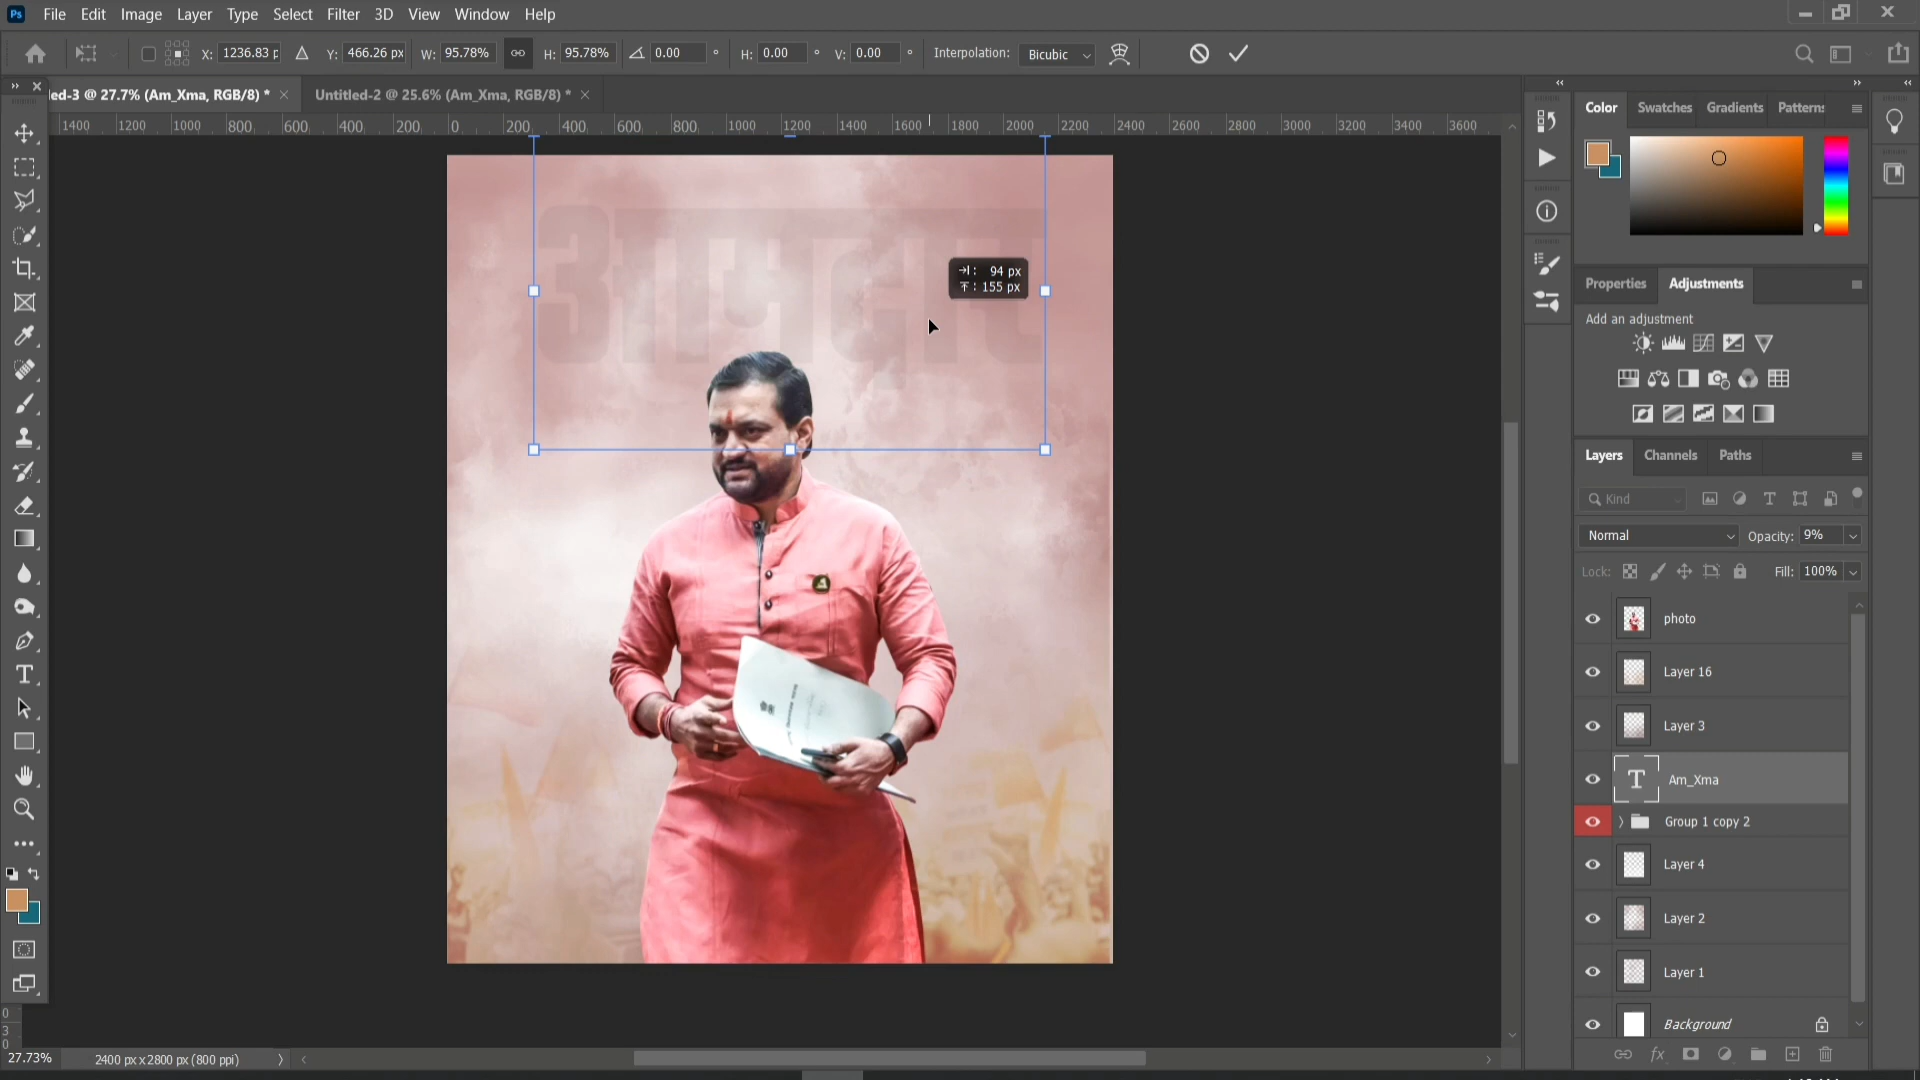 Ps File Edit Image Layer Type Select Filter 3D View Window Help
X: 1236.83 p Y: 466.26 px W: 95.78% H: 95.78% 0.00 ° H: 0.00 ° V: 0.00 ° Interpolation: Bicubic
ed-3 @ 27.7% (Am_Xma, RGB/8) * Untitled-2 @ 25.6% (Am_Xma, RGB/8) *
1400 1200 1000 800 600 400 200 0 200 400 600 800 1000 1200 1400 1600 1800 2000 2200 2400 2600 2800 3000 3200 3400 3600
94 px
155 px
Color Swatches Gradients Patterns
Properties Adjustments
Add an adjustment
Layers Channels Paths
Kind
Normal Opacity: 9%
Lock: Fill: 100%
photo
Layer 16
Layer 3
T Am_Xma
Group 1 copy 2
Layer 4
Layer 2
Layer 1
Background
fx
0
3
0
27.73% 2400 px x 2800 px (800 ppi)